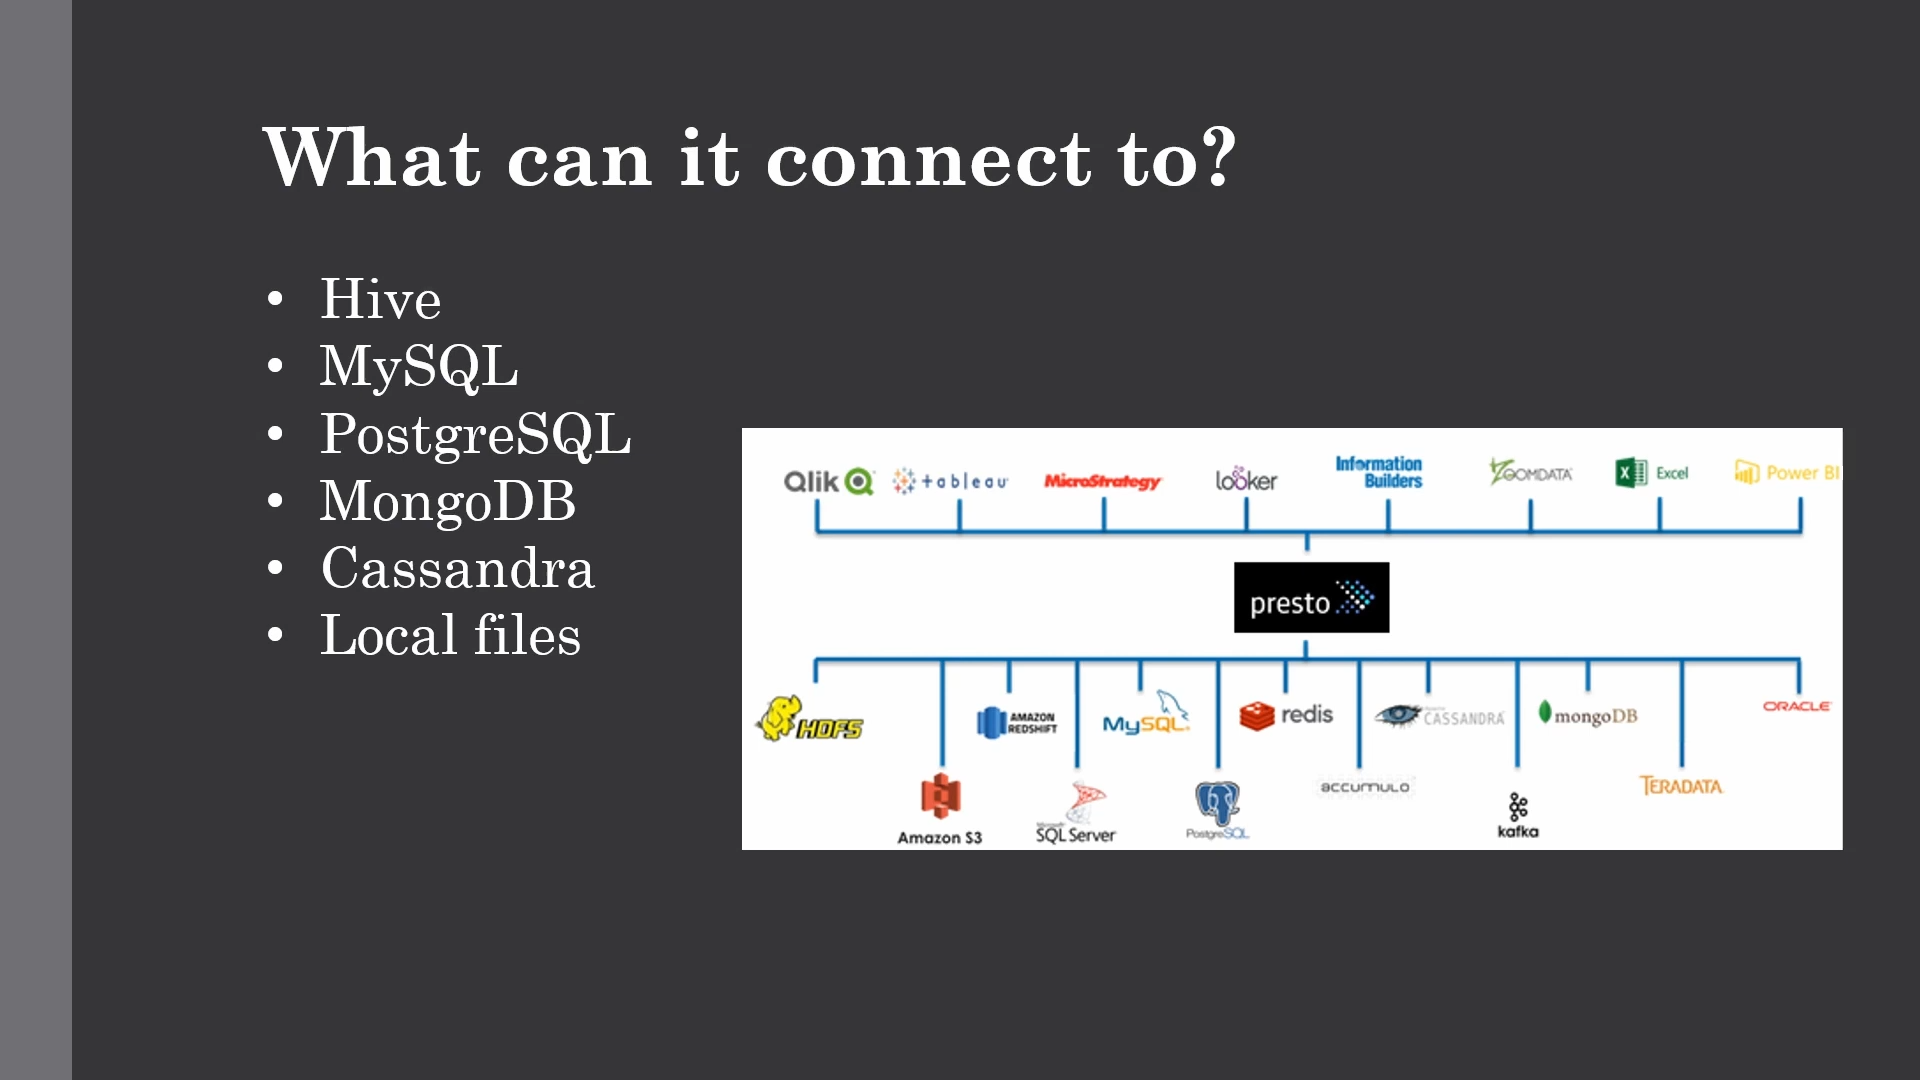 What can it connect to?
• Hive
• MySQL
• PostgreSQL
• MongoDB
• Cassandra
• Local files
Qlik
+ableau
MicroStrategy
looker
Information
Builders
ZOOMDATA
Excel
Power BI
presto
HDFS
AMAZON
REDSHIFT
MySQL
redis
CASSANDRA
mongoDB
ORACLE
Amazon S3
Microsoft
SQL Server
PostgreSQL
accumulo
kafka
TERADATA